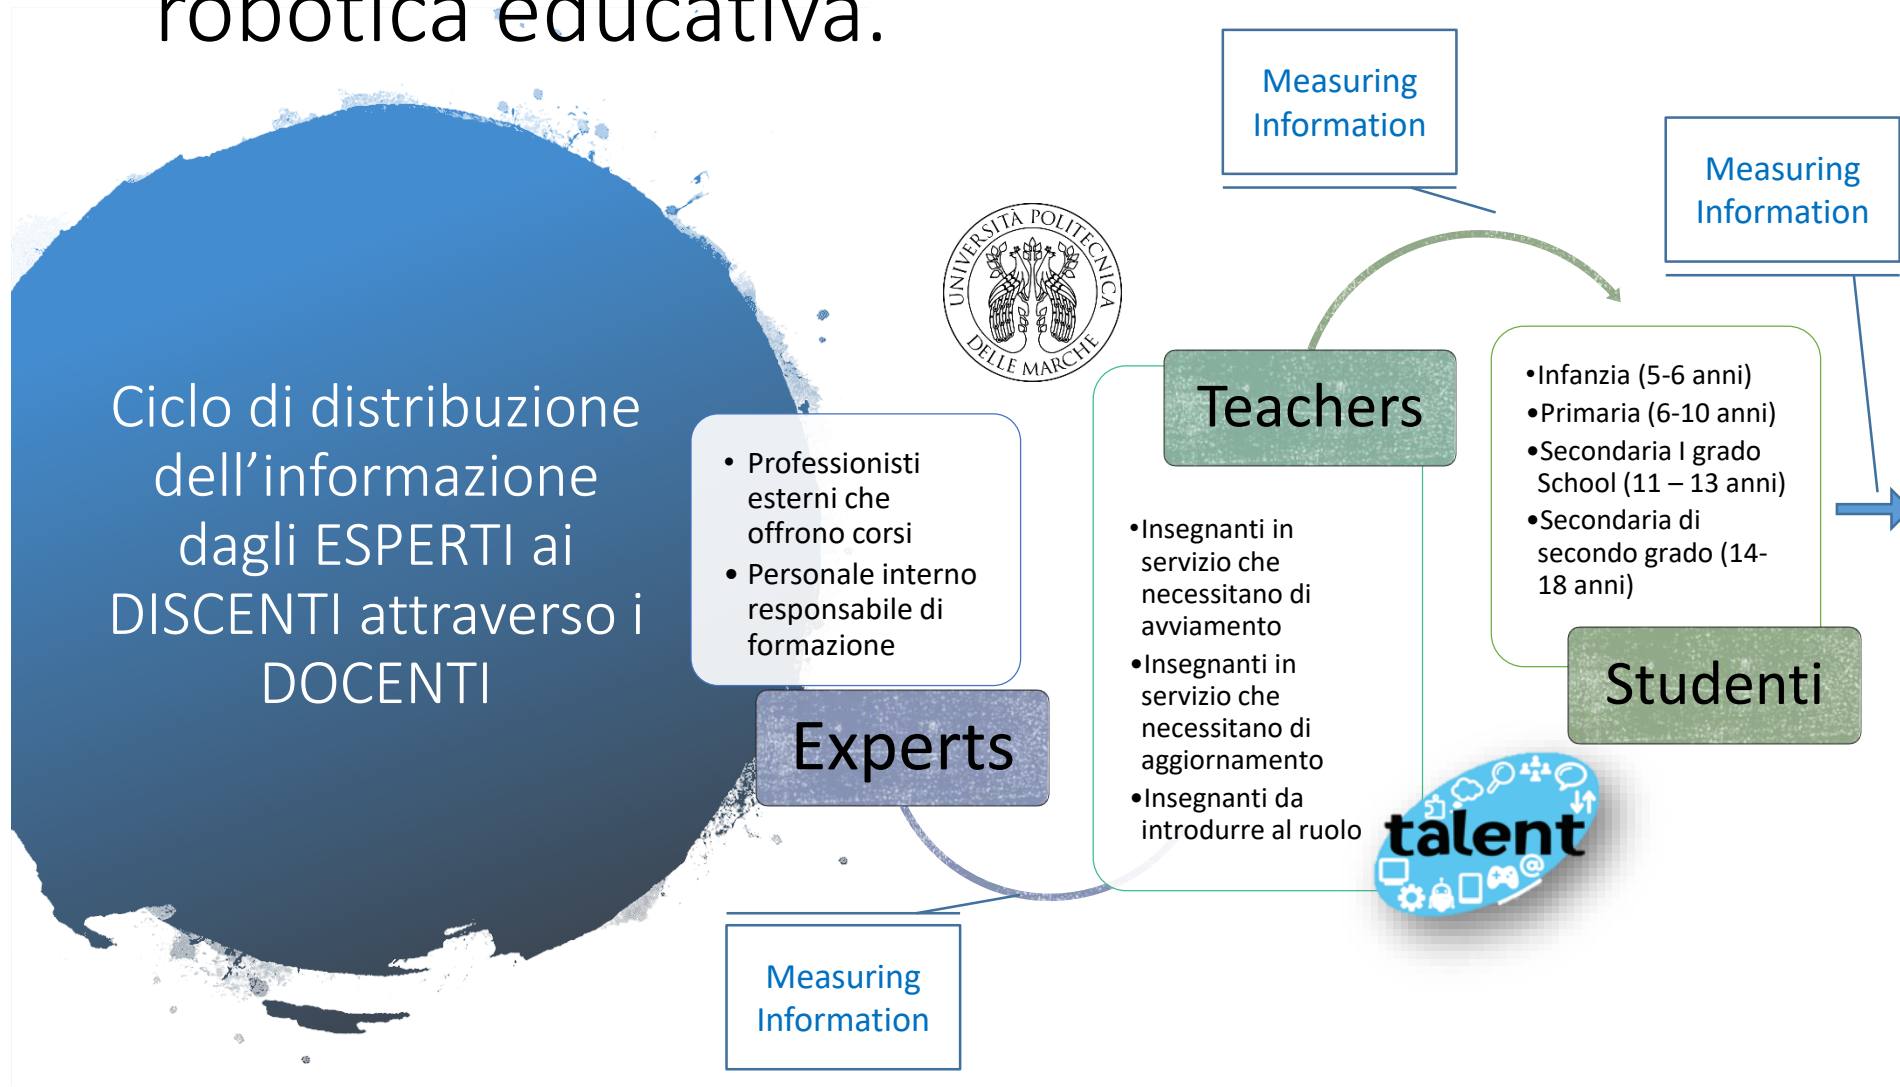 robotica educativa.
Ciclo di distribuzione
dell’informazione
dagli ESPERTI ai
DISCENTI attraverso i
DOCENTI
UNIVERSITÀ POLITECNICA
DELLE MARCHE
• Professionisti
esterni che
offrono corsi
• Personale interno
responsabile di
formazione
Experts
Measuring
Information
Teachers
•Insegnanti in
servizio che
necessitano di
avviamento
•Insegnanti in
servizio che
necessitano di
aggiornamento
•Insegnanti da
introdurre al ruolo
Measuring
Information
•Infanzia (5-6 anni)
•Primaria (6-10 anni)
•Secondaria I grado
School (11 – 13 anni)
•Secondaria di
secondo grado (14-
18 anni)
Studenti
Measuring
Information
talent